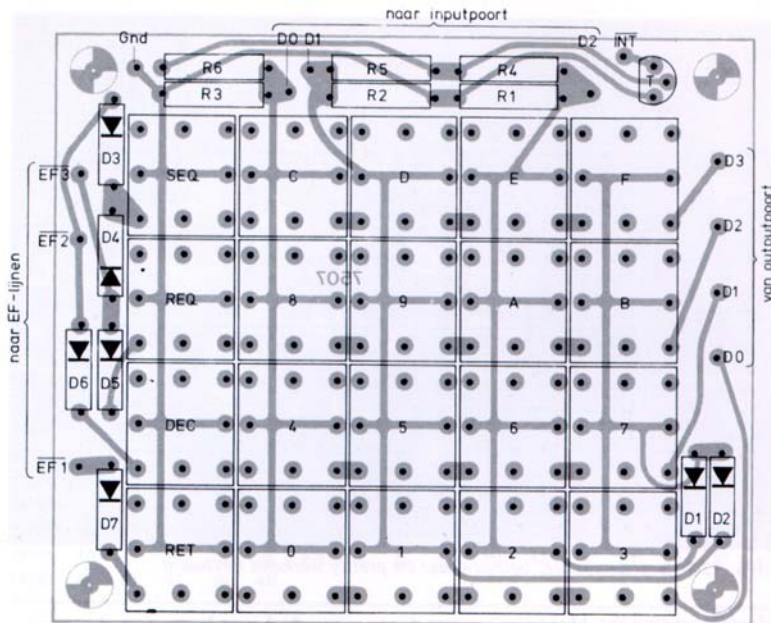 naar inputpoort
Gnd D0 D1 D2 INT
R6 R5 R4 T
R3 R2 R1
D3
EF3 SEQ C D E F D3
EF2 D4 D2
7507
REQ 8 9 A B D1
naar EF-lijnen
van outputpoort
D6 D5 D0
DEC 4 5 6 7
EF1
D7 D1 D2
RET 0 1 2 3